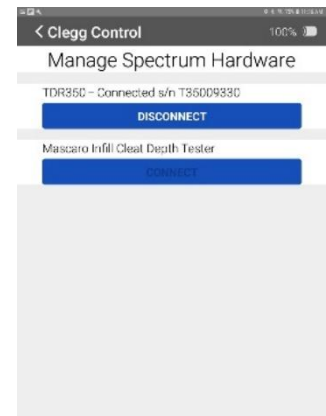 < Clegg Control 100%
Manage Spectrum Hardware
TDR350 – Connected s/n T35009330
DISCONNECT
Mascaro Infill Cleat Depth Tester
CONNECT